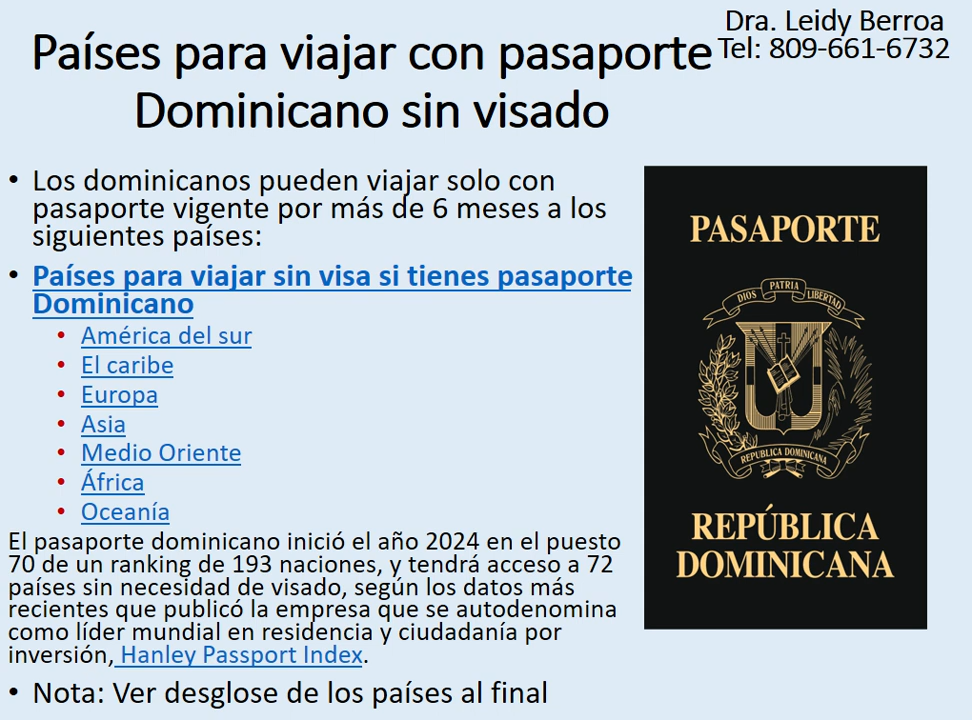 Dra. Leidy Berroa
Tel: 809-661-6732
Países para viajar con pasaporte
Dominicano sin visado
• Los dominicanos pueden viajar solo con
pasaporte vigente por más de 6 meses a los
siguientes países:
• Países para viajar sin visa si tienes pasaporte
Dominicano
• América del sur
• El caribe
• Europa
• Asia
• Medio Oriente
• África
• Oceanía
El pasaporte dominicano inició el año 2024 en el puesto
70 de un ranking de 193 naciones, y tendrá acceso a 72
países sin necesidad de visado, según los datos más
recientes que publicó la empresa que se autodenomina
como líder mundial en residencia y ciudadanía por
inversión, Hanley Passport Index.
• Nota: Ver desglose de los países al final
PASAPORTE
DIOS PATRIA LIBERTAD
REPUBLICA DOMINICANA
REPÚBLICA
DOMINICANA